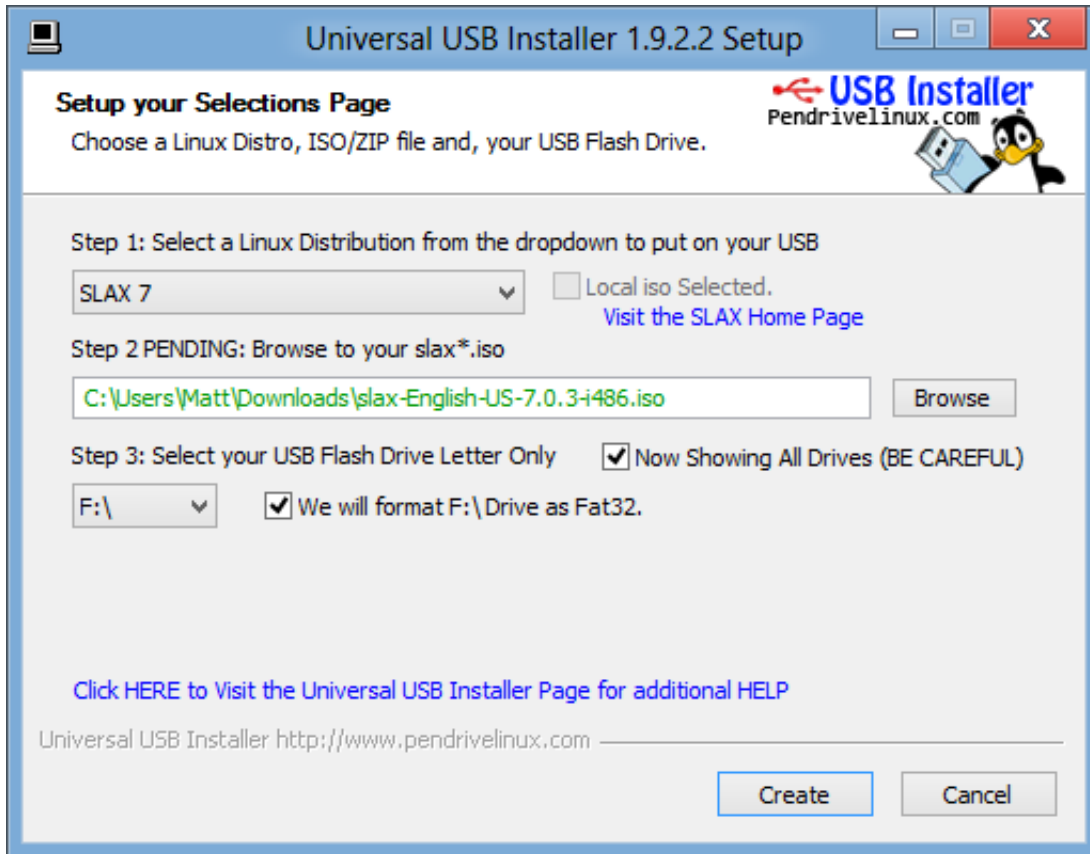 Universal USB Installer 1.9.2.2 Setup
X
Setup your Selections Page
USB Installer
Pendrivelinux.com
Choose a Linux Distro, ISO/ZIP file and, your USB Flash Drive.
Step 1: Select a Linux Distribution from the dropdown to put on your USB
SLAX 7
Local iso Selected.
Visit the SLAX Home Page
Step 2 PENDING: Browse to your slax*.iso
C:\Users\Matt\Downloads\slax-English-US-7.0.3-i486.iso
Browse
Step 3: Select your USB Flash Drive Letter Only
Now Showing All Drives (BE CAREFUL)
F:\
We will format F:\ Drive as Fat32.
Click HERE to Visit the Universal USB Installer Page for additional HELP
Universal USB Installer http://www.pendrivelinux.com
Create
Cancel